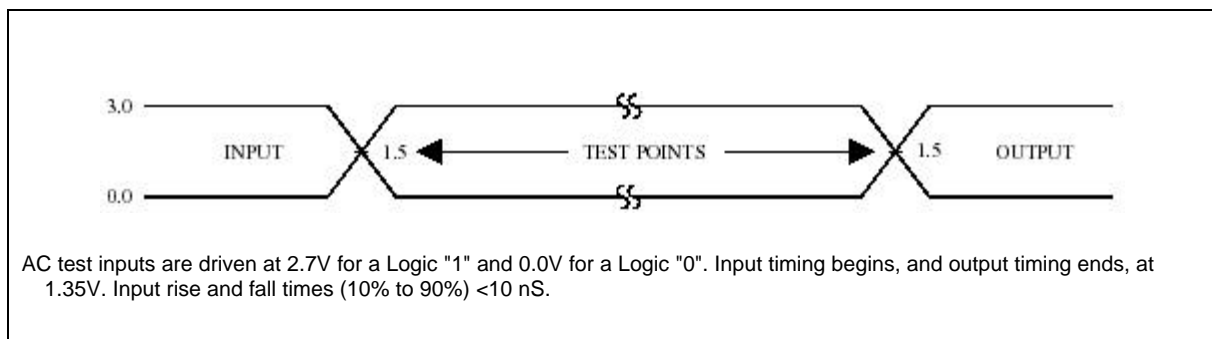 3.0
INPUT 1.5 TEST POINTS 1.5 OUTPUT
0.0
AC test inputs are driven at 2.7V for a Logic "1" and 0.0V for a Logic "0". Input timing begins, and output timing ends, at
1.35V. Input rise and fall times (10% to 90%) <10 nS.